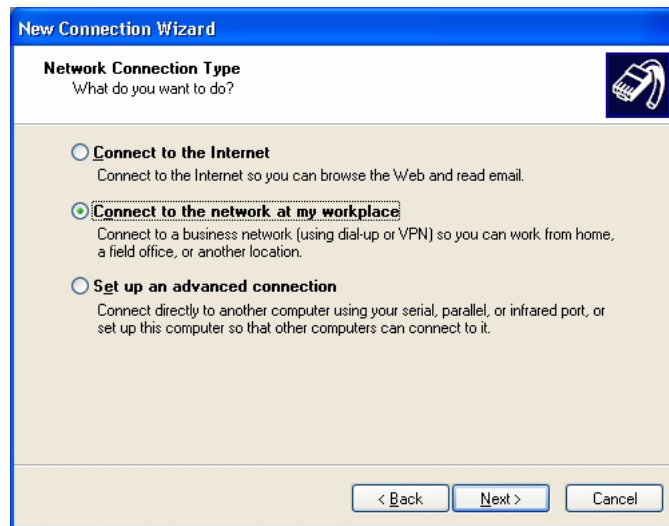 New Connection Wizard
Network Connection Type
What do you want to do?
Connect to the Internet
Connect to the Internet so you can browse the Web and read email.
Connect to the network at my workplace
Connect to a business network (using dial-up or VPN) so you can work from home,
a field office, or another location.
Set up an advanced connection
Connect directly to another computer using your serial, parallel, or infrared port, or
set up this computer so that other computers can connect to it.
< Back
Next >
Cancel